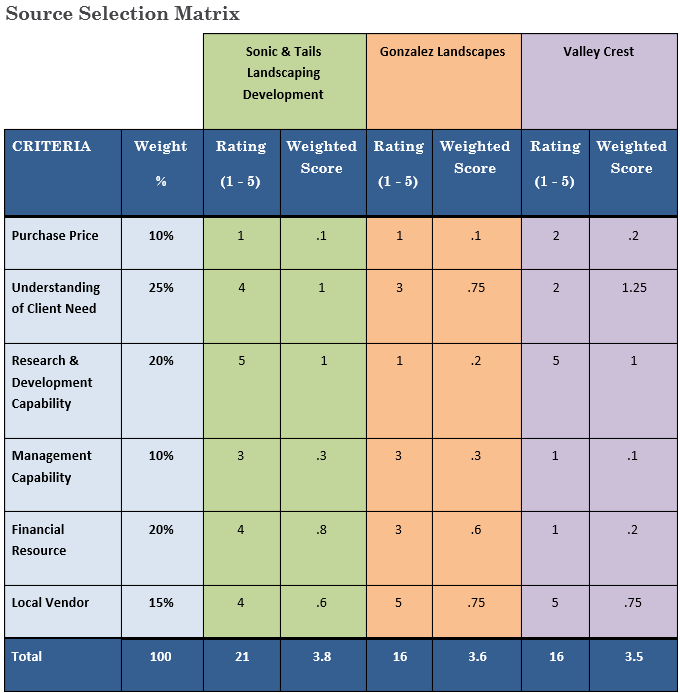 Source Selection Matrix
Sonic & Tails
Landscaping
Development
Gonzalez Landscapes
Valley Crest
CRITERIA
Weight
%
Rating
(1 - 5)
Weighted
Score
Rating
(1 - 5)
Weighted
Score
Rating
(1 - 5)
Weighted
Score
Purchase Price 10% 1 .1 1 .1 2 .2
Understanding 25% 4 1 3 .75 2 1.25
of Client Need
Research & 20% 5 1 1 .2 5 1
Development
Capability
Management 10% 3 .3 3 .3 1 .1
Capability
Financial 20% 4 .8 3 .6 1 .2
Resource
Local Vendor 15% 4 .6 5 .75 5 .75
Total 100 21 3.8 16 3.6 16 3.5